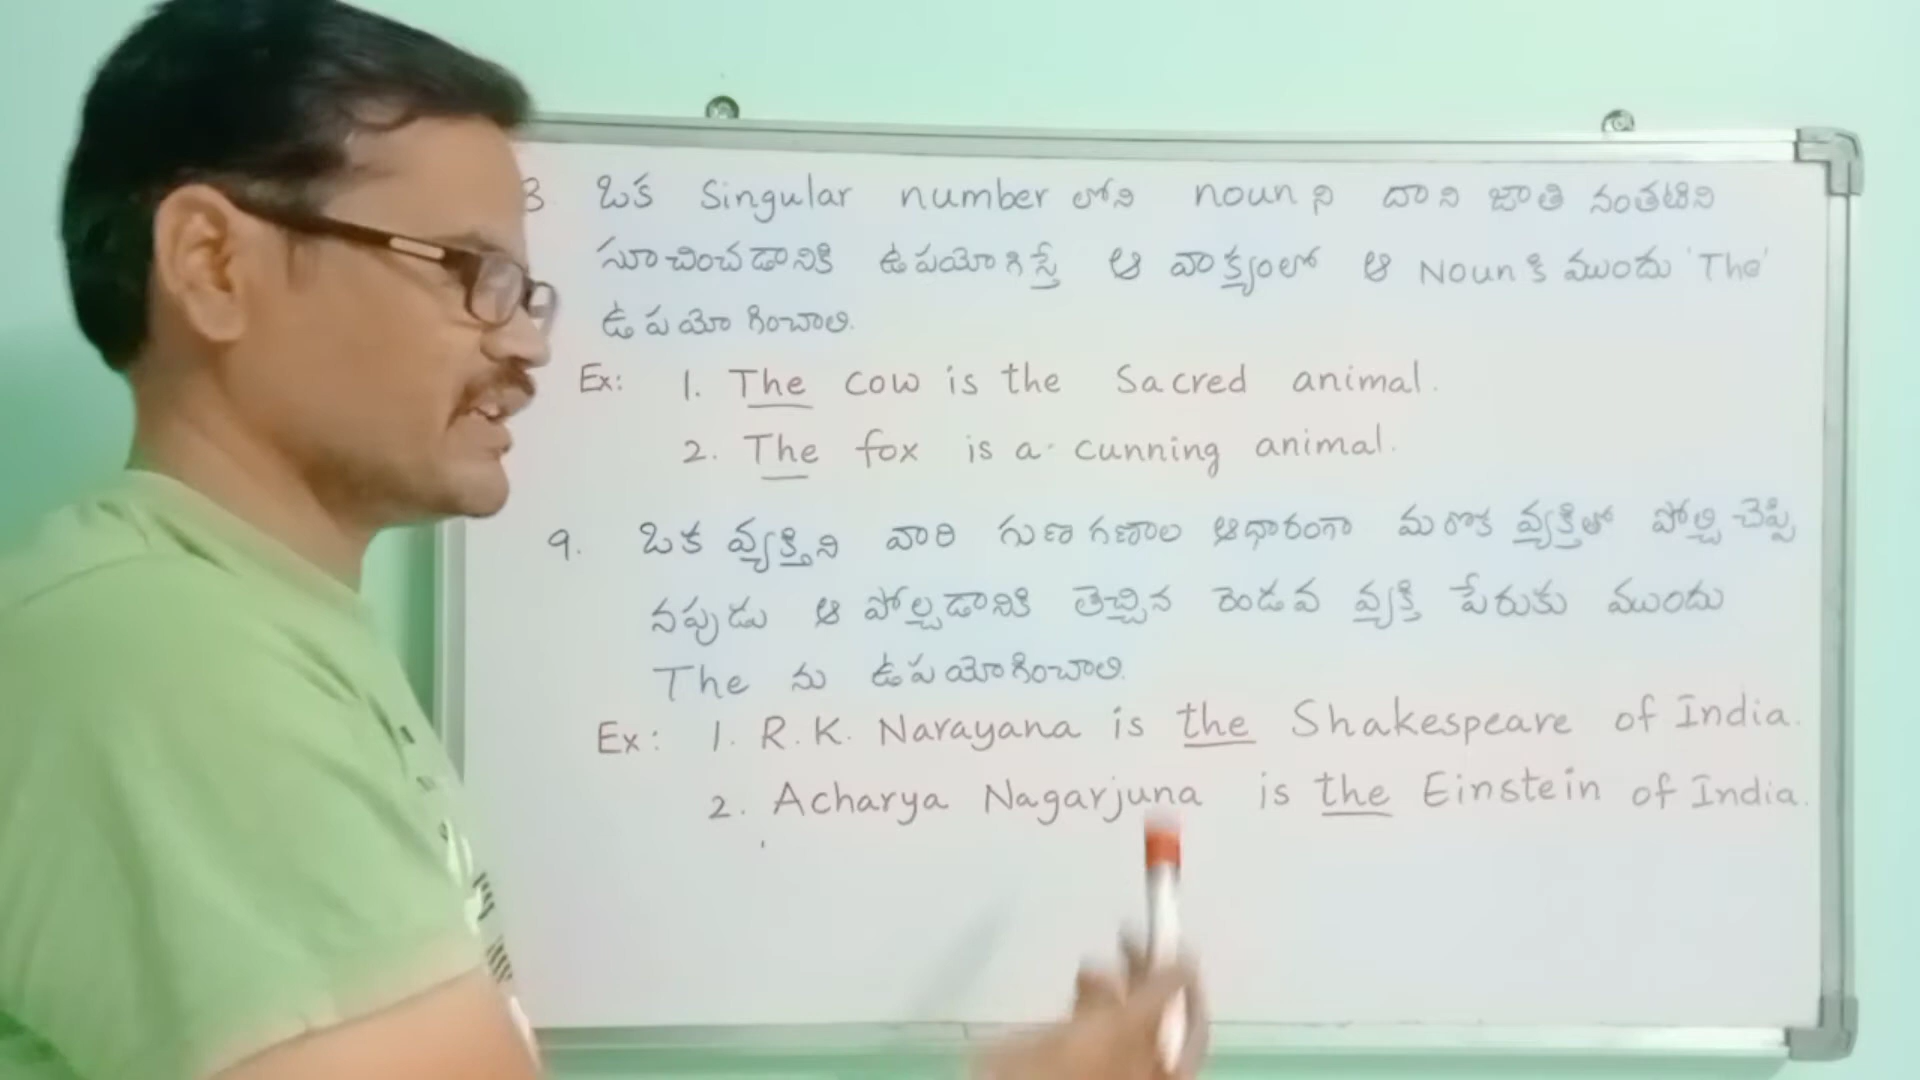 ఒక Singular number లోని noun ని దాని జాతి నంతటిని
సూచించడానికి ఉపయోగిస్తే ఆ వాక్యంలో ఆ Noun కి ముందు 'The'
ఉపయోగించాలి.
Ex: 1. The cow is the Sacred animal.
2. The fox is a cunning animal.
9. ఒక వ్యక్తిని వారి గుణగణాల ఆధారంగా మరొక వ్యక్తితో పోల్చి చెప్పి
నప్పుడు ఆ పోల్చడానికి తెచ్చిన రెండవ వ్యక్తి పేరుకు ముందు
The ను ఉపయోగించాలి.
Ex: 1. R.K. Narayana is the Shakespeare of India.
2. Acharya Nagarjuna is the Einstein of India.